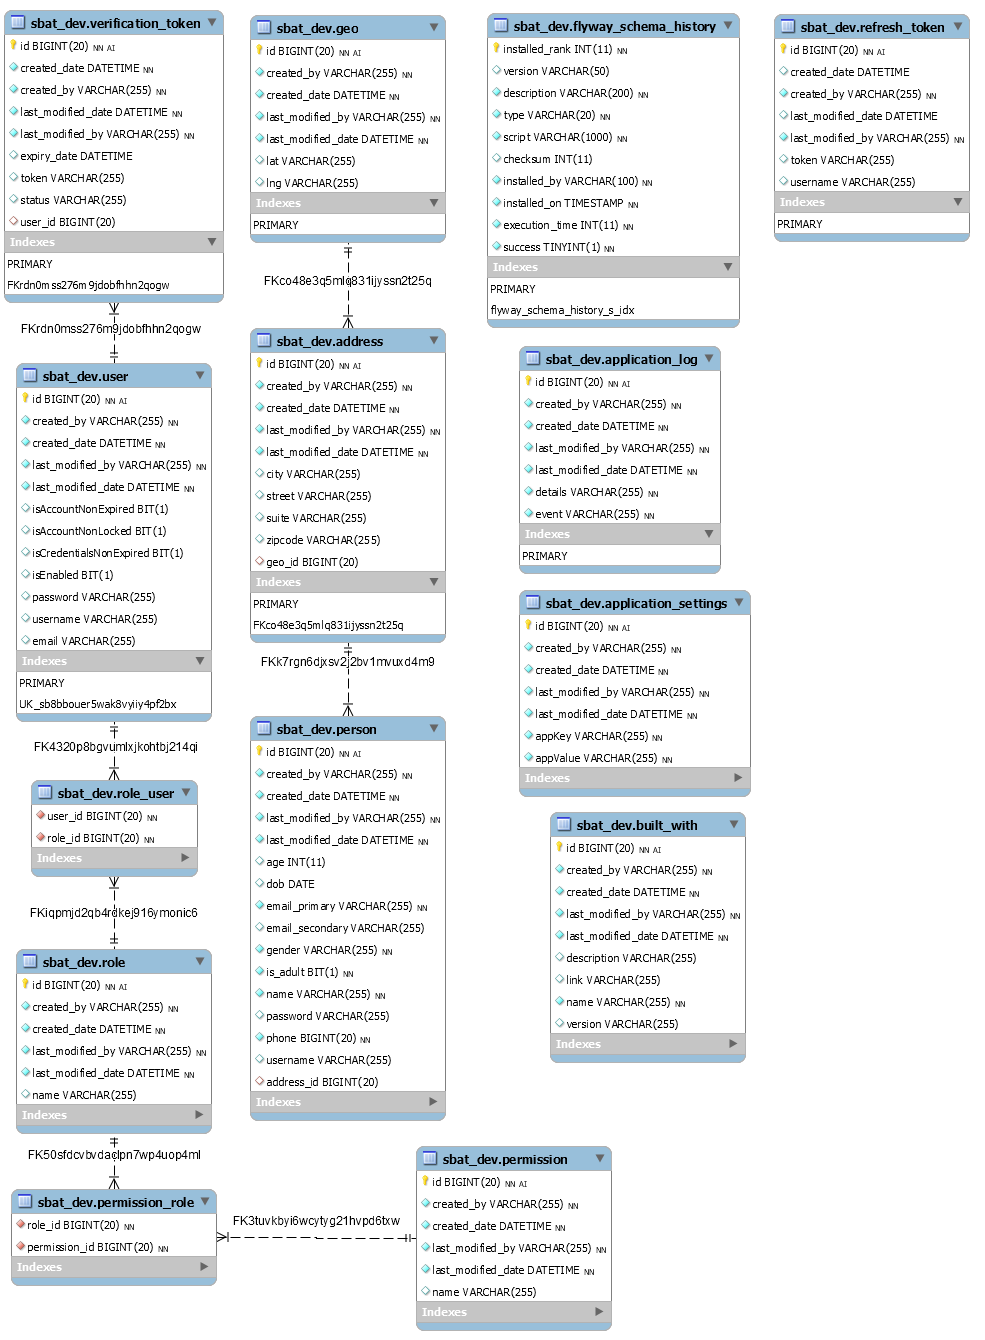 sbat_dev.verification_token
id BIGINT(20) NN AI
created_date DATETIME NN
created_by VARCHAR(255) NN
last_modified_date DATETIME NN
last_modified_by VARCHAR(255) NN
expiry_date DATETIME
token VARCHAR(255)
status VARCHAR(255)
user_id BIGINT(20)
Indexes
PRIMARY
FKrdn0mss276m9jdobfhhn2qogw
FKrdn0mss276m9jdobfhhn2qogw
sbat_dev.user
id BIGINT(20) NN AI
created_by VARCHAR(255) NN
created_date DATETIME NN
last_modified_by VARCHAR(255) NN
last_modified_date DATETIME NN
isAccountNonExpired BIT(1)
isAccountNonLocked BIT(1)
isCredentialsNonExpired BIT(1)
isEnabled BIT(1)
password VARCHAR(255)
username VARCHAR(255)
email VARCHAR(255)
Indexes
PRIMARY
UK_sb8bbouer5wak8vyiiy4pf2bx
FK4320p8bgvumlxjkohtbj214qi
sbat_dev.role_user
user_id BIGINT(20) NN
role_id BIGINT(20) NN
Indexes
FKiqpmjd2qb4rdkej916ymonic6
sbat_dev.role
id BIGINT(20) NN AI
created_by VARCHAR(255) NN
created_date DATETIME NN
last_modified_by VARCHAR(255) NN
last_modified_date DATETIME NN
name VARCHAR(255)
Indexes
FK50sfdcvbvdaclpn7wp4uop4ml
sbat_dev.permission_role
role_id BIGINT(20) NN
permission_id BIGINT(20) NN
Indexes
FK3tuvkbyi6wcytyg21hvpd6txw
sbat_dev.permission
id BIGINT(20) NN AI
created_by VARCHAR(255) NN
created_date DATETIME NN
last_modified_by VARCHAR(255) NN
last_modified_date DATETIME NN
name VARCHAR(255)
Indexes
sbat_dev.geo
id BIGINT(20) NN AI
created_by VARCHAR(255) NN
created_date DATETIME NN
last_modified_by VARCHAR(255) NN
last_modified_date DATETIME NN
lat VARCHAR(255)
lng VARCHAR(255)
Indexes
PRIMARY
FKco48e3q5mlq831ijyssn2t25q
sbat_dev.address
id BIGINT(20) NN AI
created_by VARCHAR(255) NN
created_date DATETIME NN
last_modified_by VARCHAR(255) NN
last_modified_date DATETIME NN
city VARCHAR(255)
street VARCHAR(255)
suite VARCHAR(255)
zipcode VARCHAR(255)
geo_id BIGINT(20)
Indexes
PRIMARY
FKco48e3q5mlq831ijyssn2t25q
FKk7rgn6djxsv2j2bv1mvuxd4m9
sbat_dev.person
id BIGINT(20) NN AI
created_by VARCHAR(255) NN
created_date DATETIME NN
last_modified_by VARCHAR(255) NN
last_modified_date DATETIME NN
age INT(11)
dob DATE
email_primary VARCHAR(255) NN
email_secondary VARCHAR(255)
gender VARCHAR(255) NN
is_adult BIT(1) NN
name VARCHAR(255) NN
password VARCHAR(255)
phone BIGINT(20) NN
username VARCHAR(255)
address_id BIGINT(20)
Indexes
sbat_dev.flyway_schema_history
installed_rank INT(11) NN
version VARCHAR(50)
description VARCHAR(200) NN
type VARCHAR(20) NN
script VARCHAR(1000) NN
checksum INT(11)
installed_by VARCHAR(100) NN
installed_on TIMESTAMP NN
execution_time INT(11) NN
success TINYINT(1) NN
Indexes
PRIMARY
flyway_schema_history_s_idx
sbat_dev.application_log
id BIGINT(20) NN AI
created_by VARCHAR(255) NN
created_date DATETIME NN
last_modified_by VARCHAR(255) NN
last_modified_date DATETIME NN
details VARCHAR(255) NN
event VARCHAR(255) NN
Indexes
PRIMARY
sbat_dev.application_settings
id BIGINT(20) NN AI
created_by VARCHAR(255) NN
created_date DATETIME NN
last_modified_by VARCHAR(255) NN
last_modified_date DATETIME NN
appKey VARCHAR(255) NN
appValue VARCHAR(255) NN
Indexes
sbat_dev.built_with
id BIGINT(20) NN AI
created_by VARCHAR(255) NN
created_date DATETIME NN
last_modified_by VARCHAR(255) NN
last_modified_date DATETIME NN
description VARCHAR(255)
link VARCHAR(255)
name VARCHAR(255) NN
version VARCHAR(255)
Indexes
sbat_dev.refresh_token
id BIGINT(20) NN AI
created_date DATETIME
created_by VARCHAR(255) NN
last_modified_date DATETIME
last_modified_by VARCHAR(255) NN
token VARCHAR(255)
username VARCHAR(255) NN
Indexes
PRIMARY